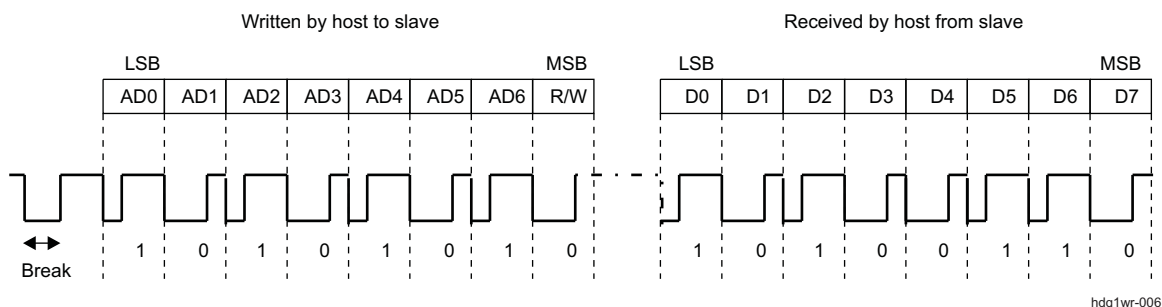 Written by host to slave Received by host from slave
LSB MSB LSB MSB
AD0 AD1 AD2 AD3 AD4 AD5 AD6 R/W D0 D1 D2 D3 D4 D5 D6 D7
1 0 1 0 1 0 1 0 1 0 1 0 0 1 1 0
Break
hdq1wr-006